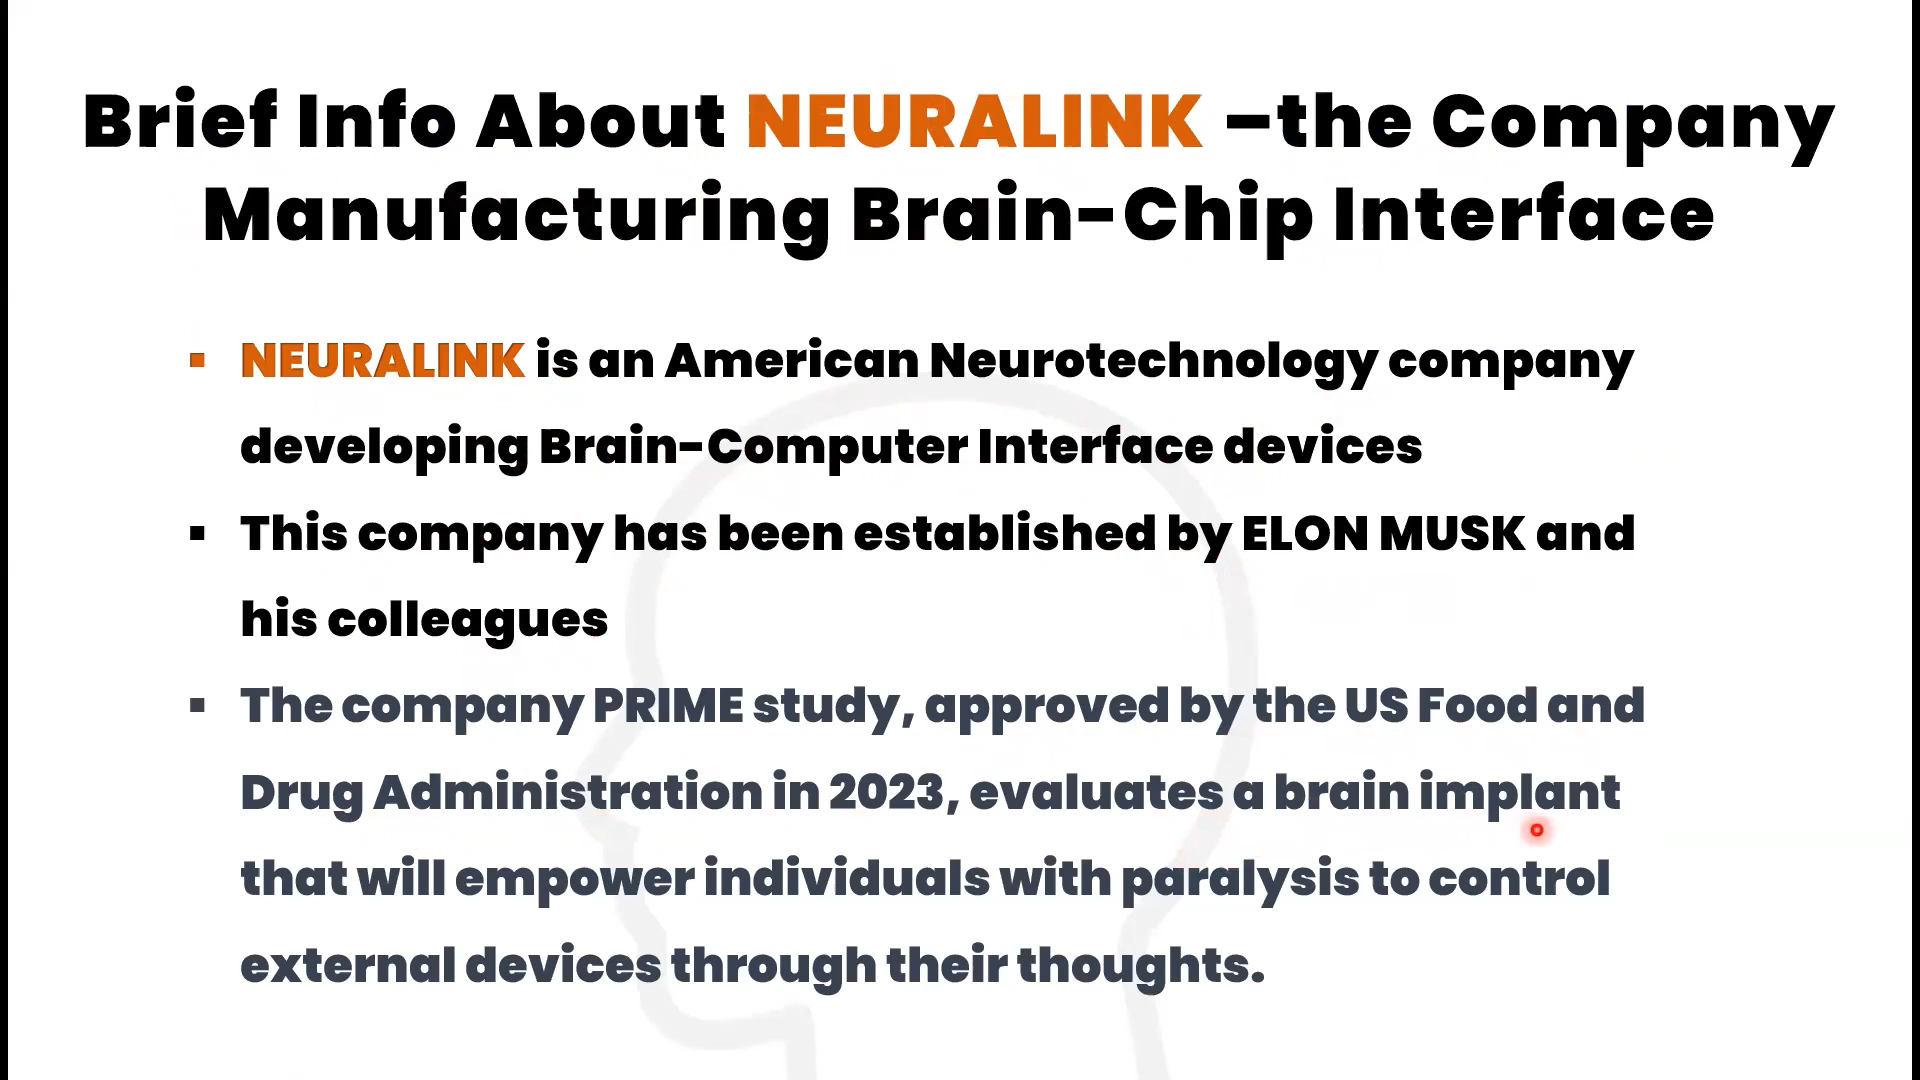 Brief Info About NEURALINK –the Company
Manufacturing Brain-Chip Interface
▪ NEURALINK is an American Neurotechnology company
developing Brain-Computer Interface devices
▪ This company has been established by ELON MUSK and
his colleagues
▪ The company PRIME study, approved by the US Food and
Drug Administration in 2023, evaluates a brain implant
that will empower individuals with paralysis to control
external devices through their thoughts.